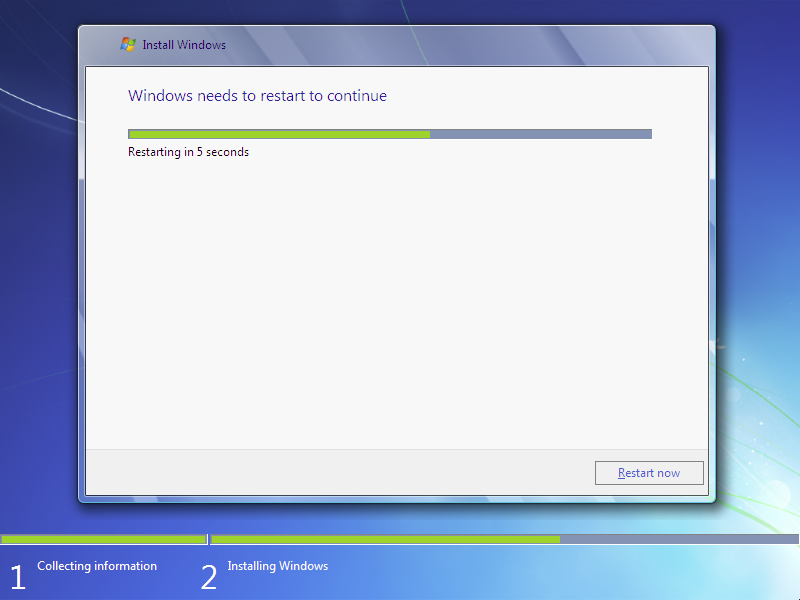 Install Windows
Windows needs to restart to continue
Restarting in 5 seconds
Restart now
1 Collecting information
2 Installing Windows